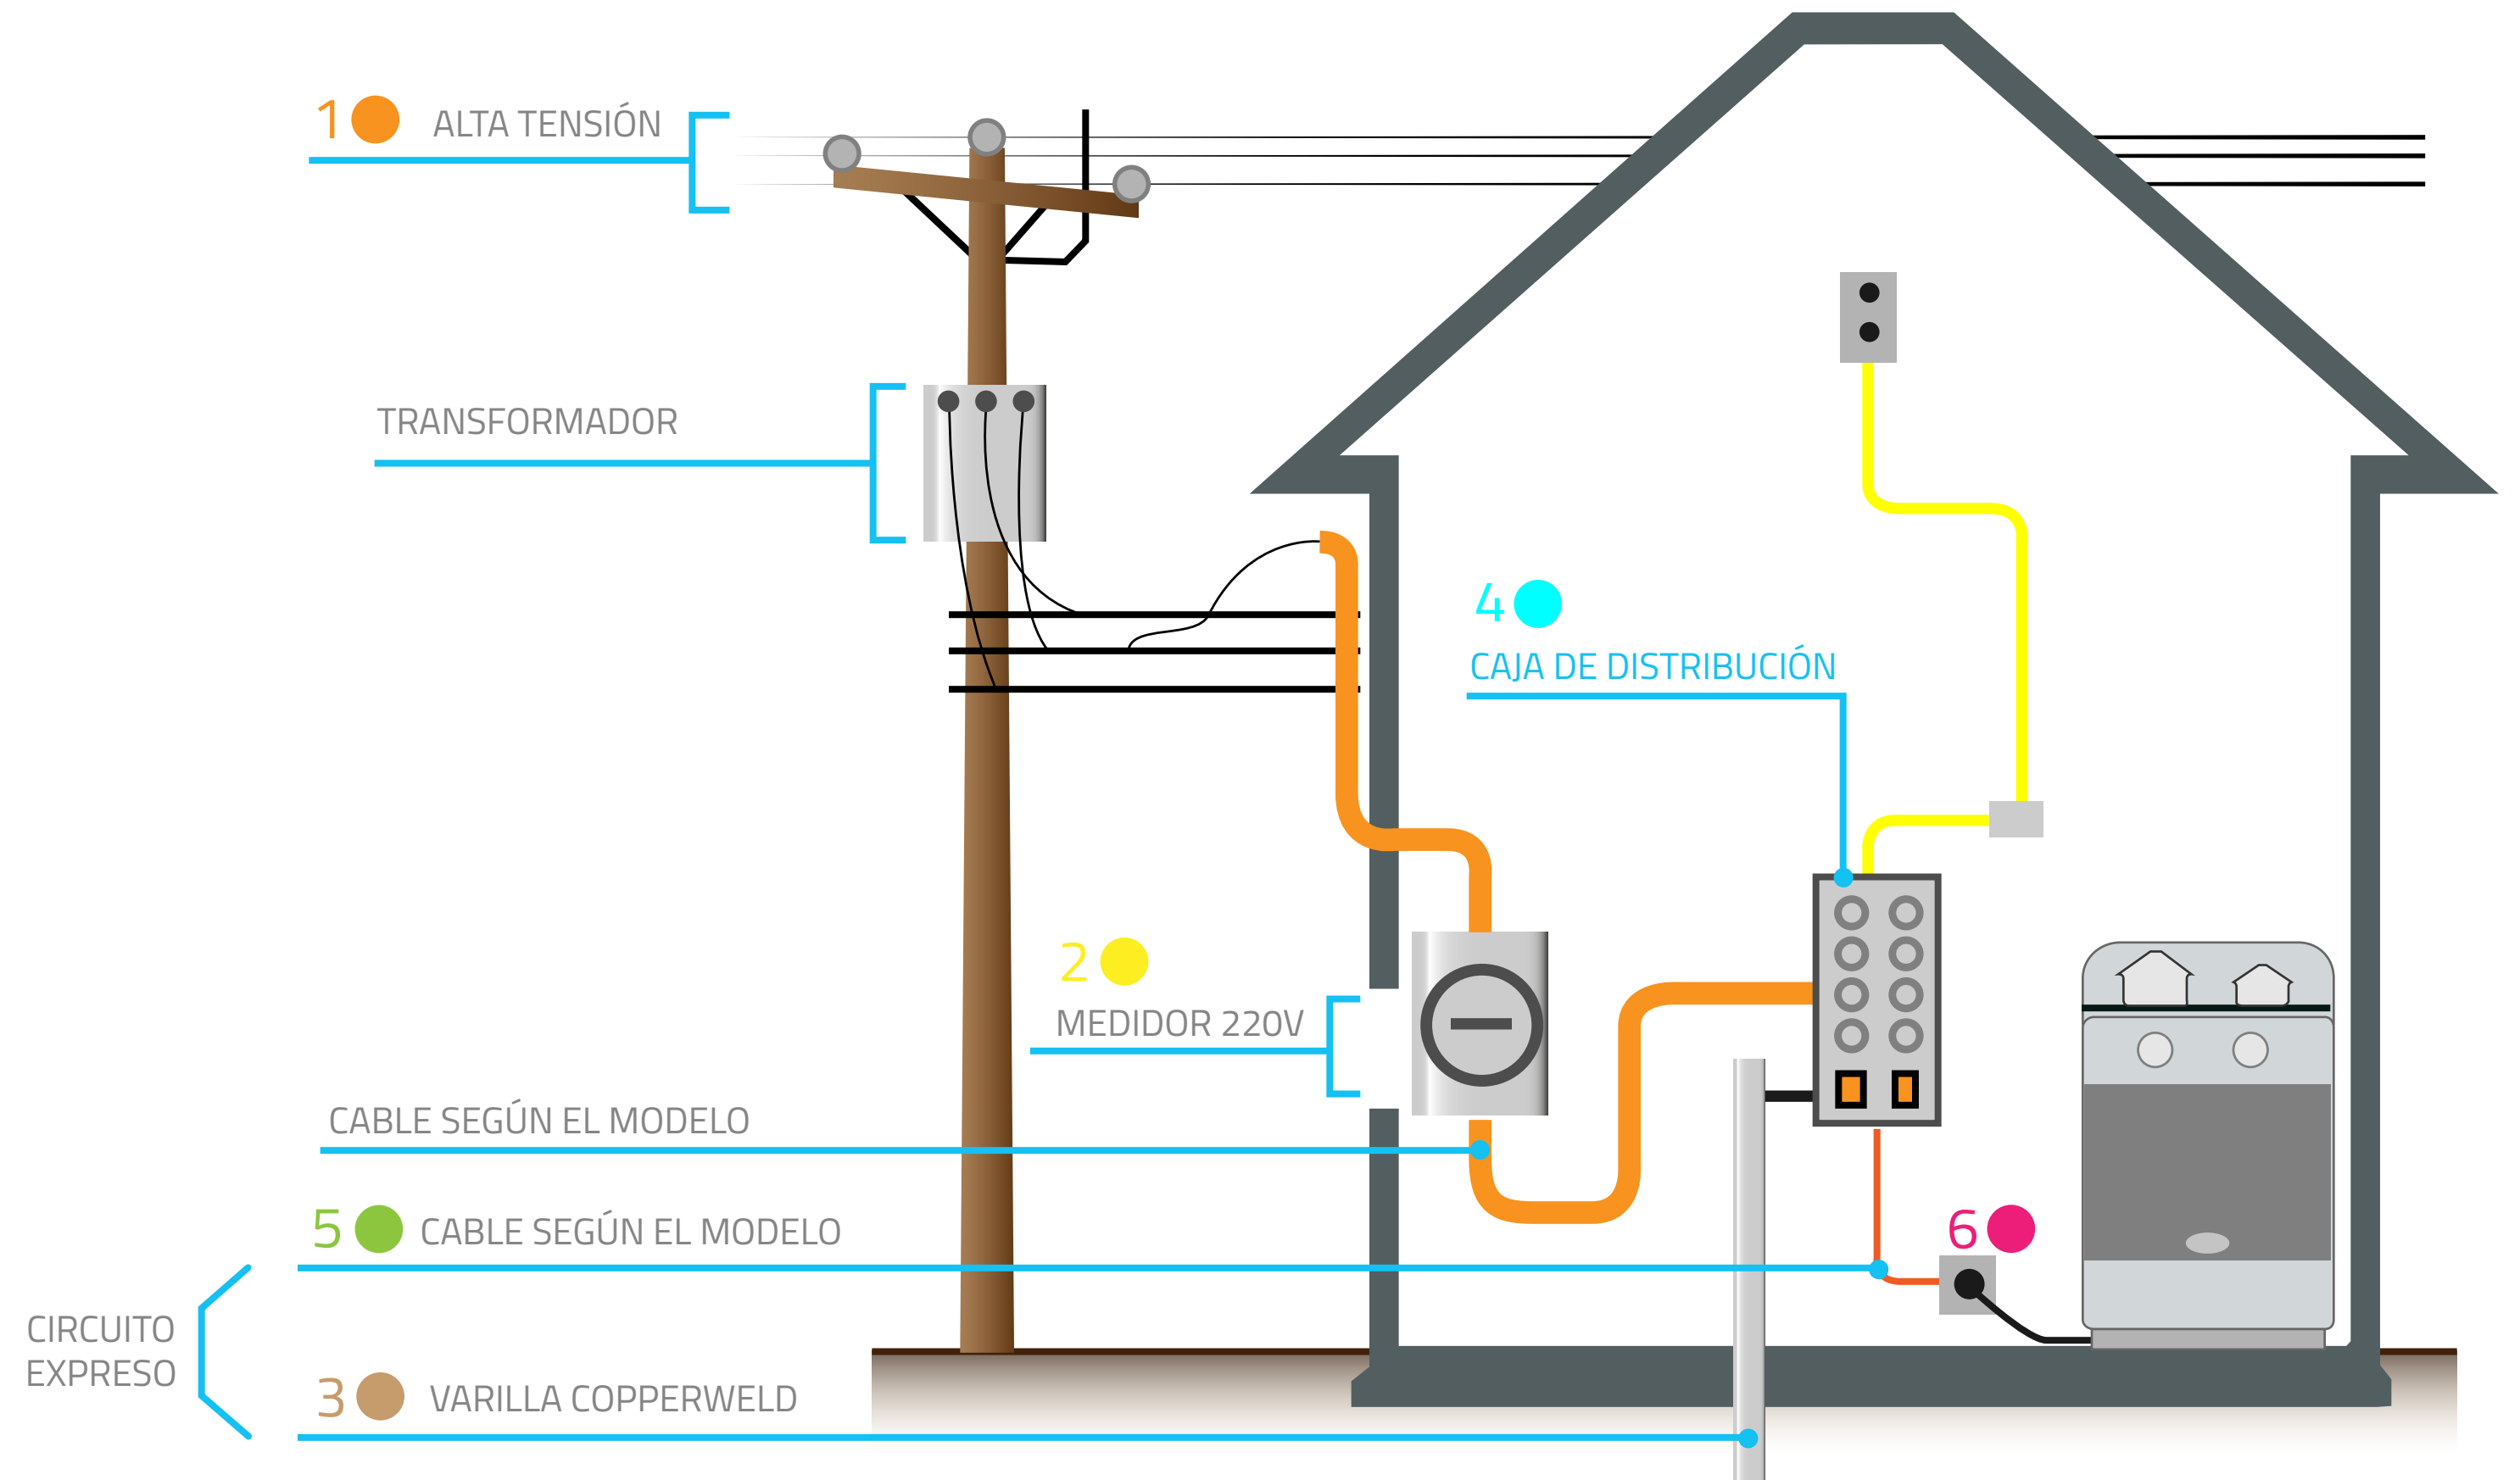 1 ALTA TENSIÓN
TRANSFORMADOR
4
CAJA DE DISTRIBUCIÓN
2
MEDIDOR 220V
CABLE SEGÚN EL MODELO
5 CABLE SEGÚN EL MODELO
6
CIRCUITO
EXPRESO
3 VARILLA COPPERWELD